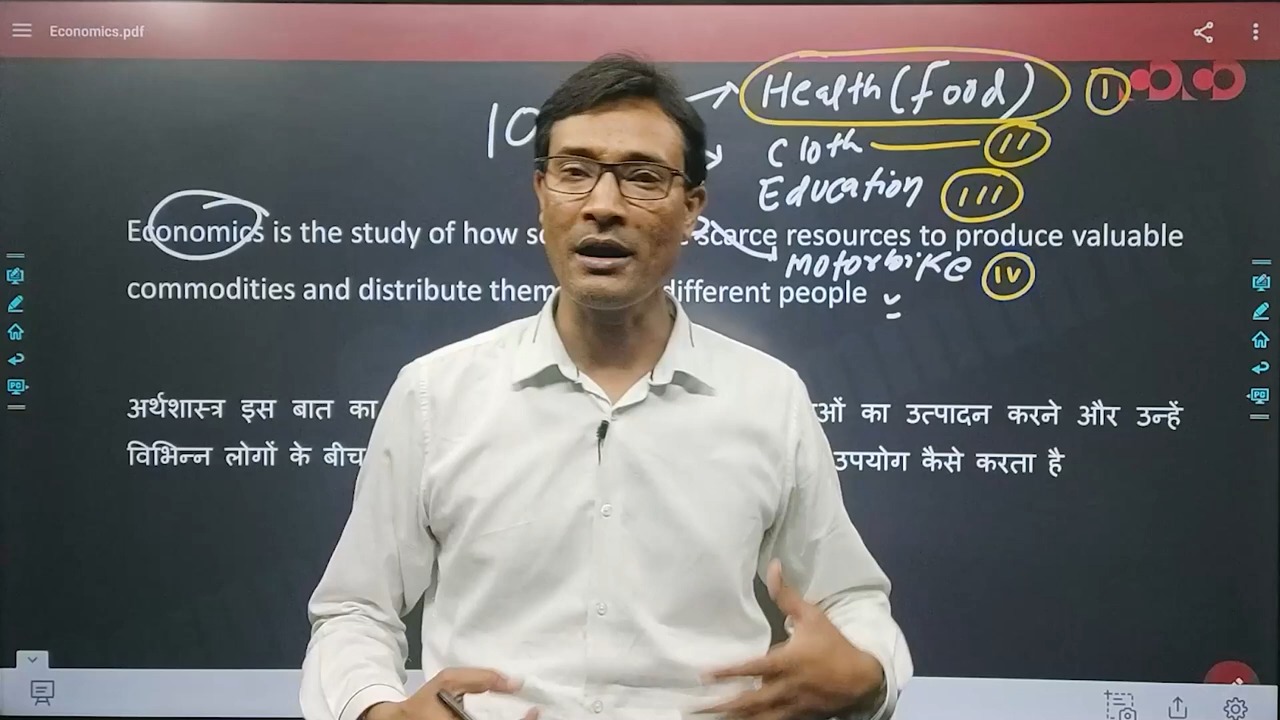 Economics.pdf
Health (food) I
10
Cloth II
Education III
Economics is the study of how scarce resources to produce valuable
Motorbike IV
commodities and distribute them different people
अर्थशास्त्र इस बात का का उत्पादन करने और उन्हें
विभिन्न लोगों के बीच उपयोग कैसे करता है